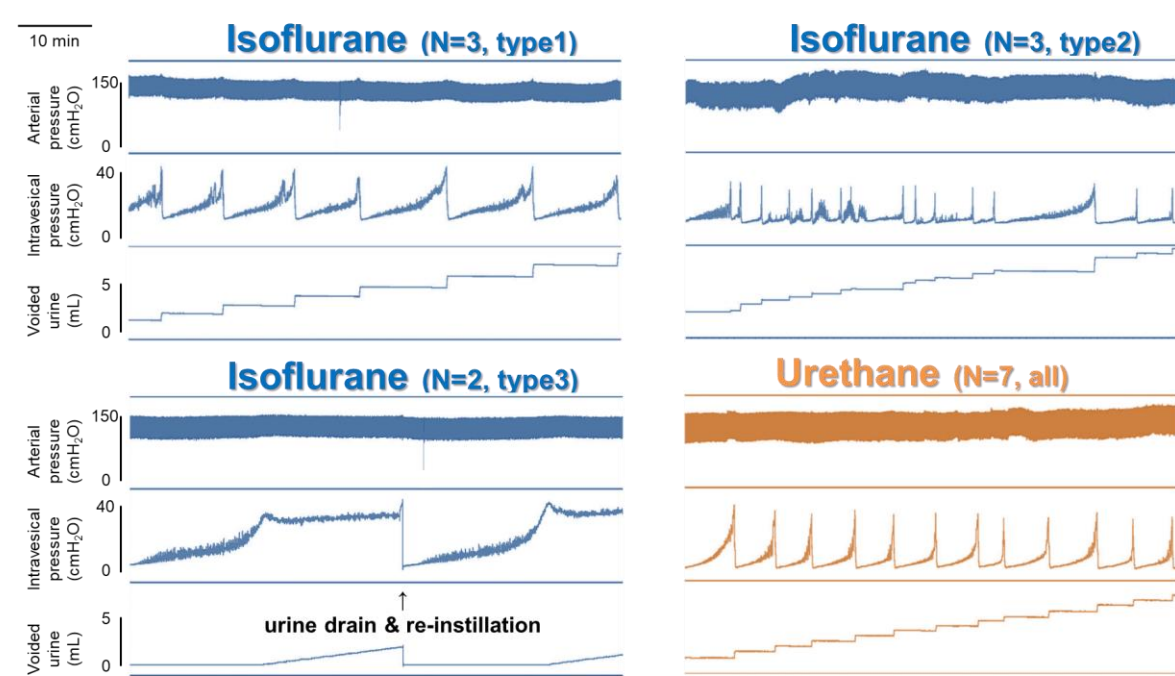 10 min
Isoflurane (N=3, type1)
Isoflurane (N=3, type2)
Arterial
pressure
(cmH2O)
150
0
Intravesical
pressure
(cmH2O)
40
0
Voided
urine
(mL)
5
0
Isoflurane (N=2, type3)
Urethane (N=7, all)
Arterial
pressure
(cmH2O)
150
0
Intravesical
pressure
(cmH2O)
40
0
↑
urine drain & re-instillation
Voided
urine
(mL)
5
0